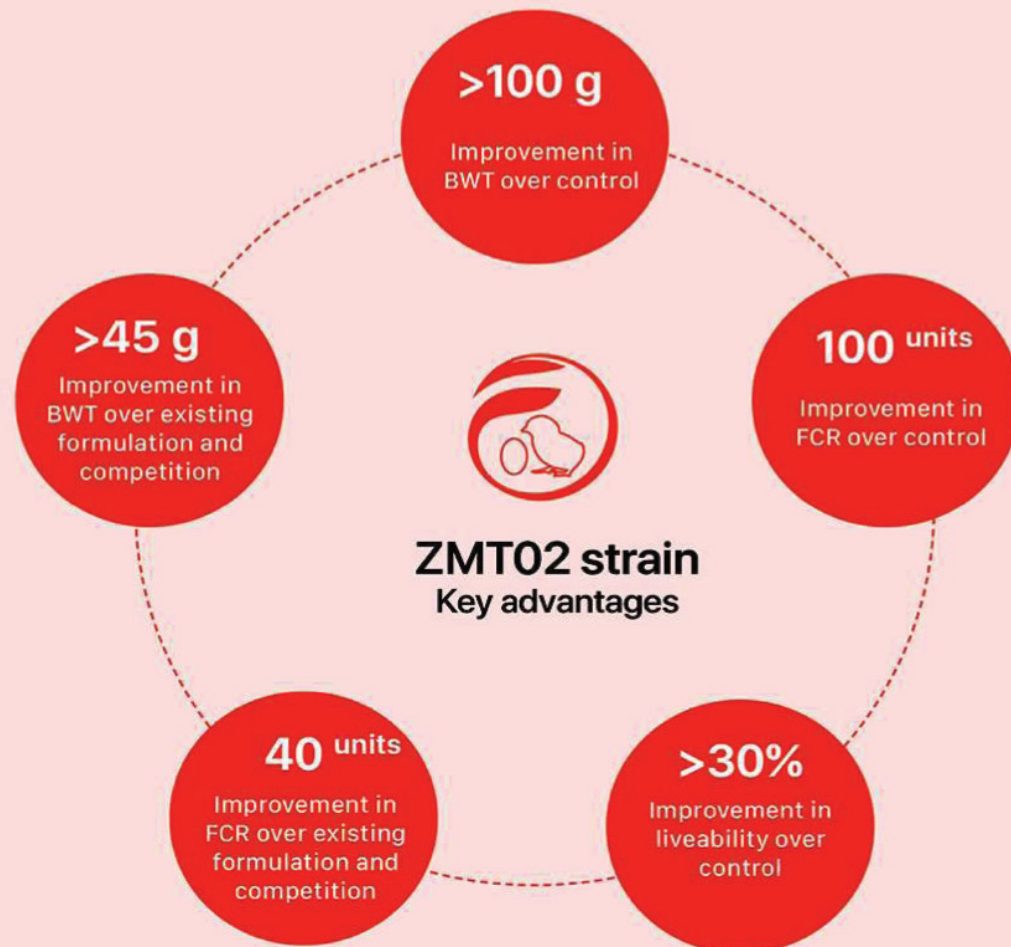 >100 g
Improvement in
BWT over control
100 units
Improvement in
FCR over control
>30%
Improvement in
liveability over
control
40 units
Improvement in
FCR over existing
formulation and
competition
>45 g
Improvement in
BWT over existing
formulation and
competition
ZMT02 strain
Key advantages